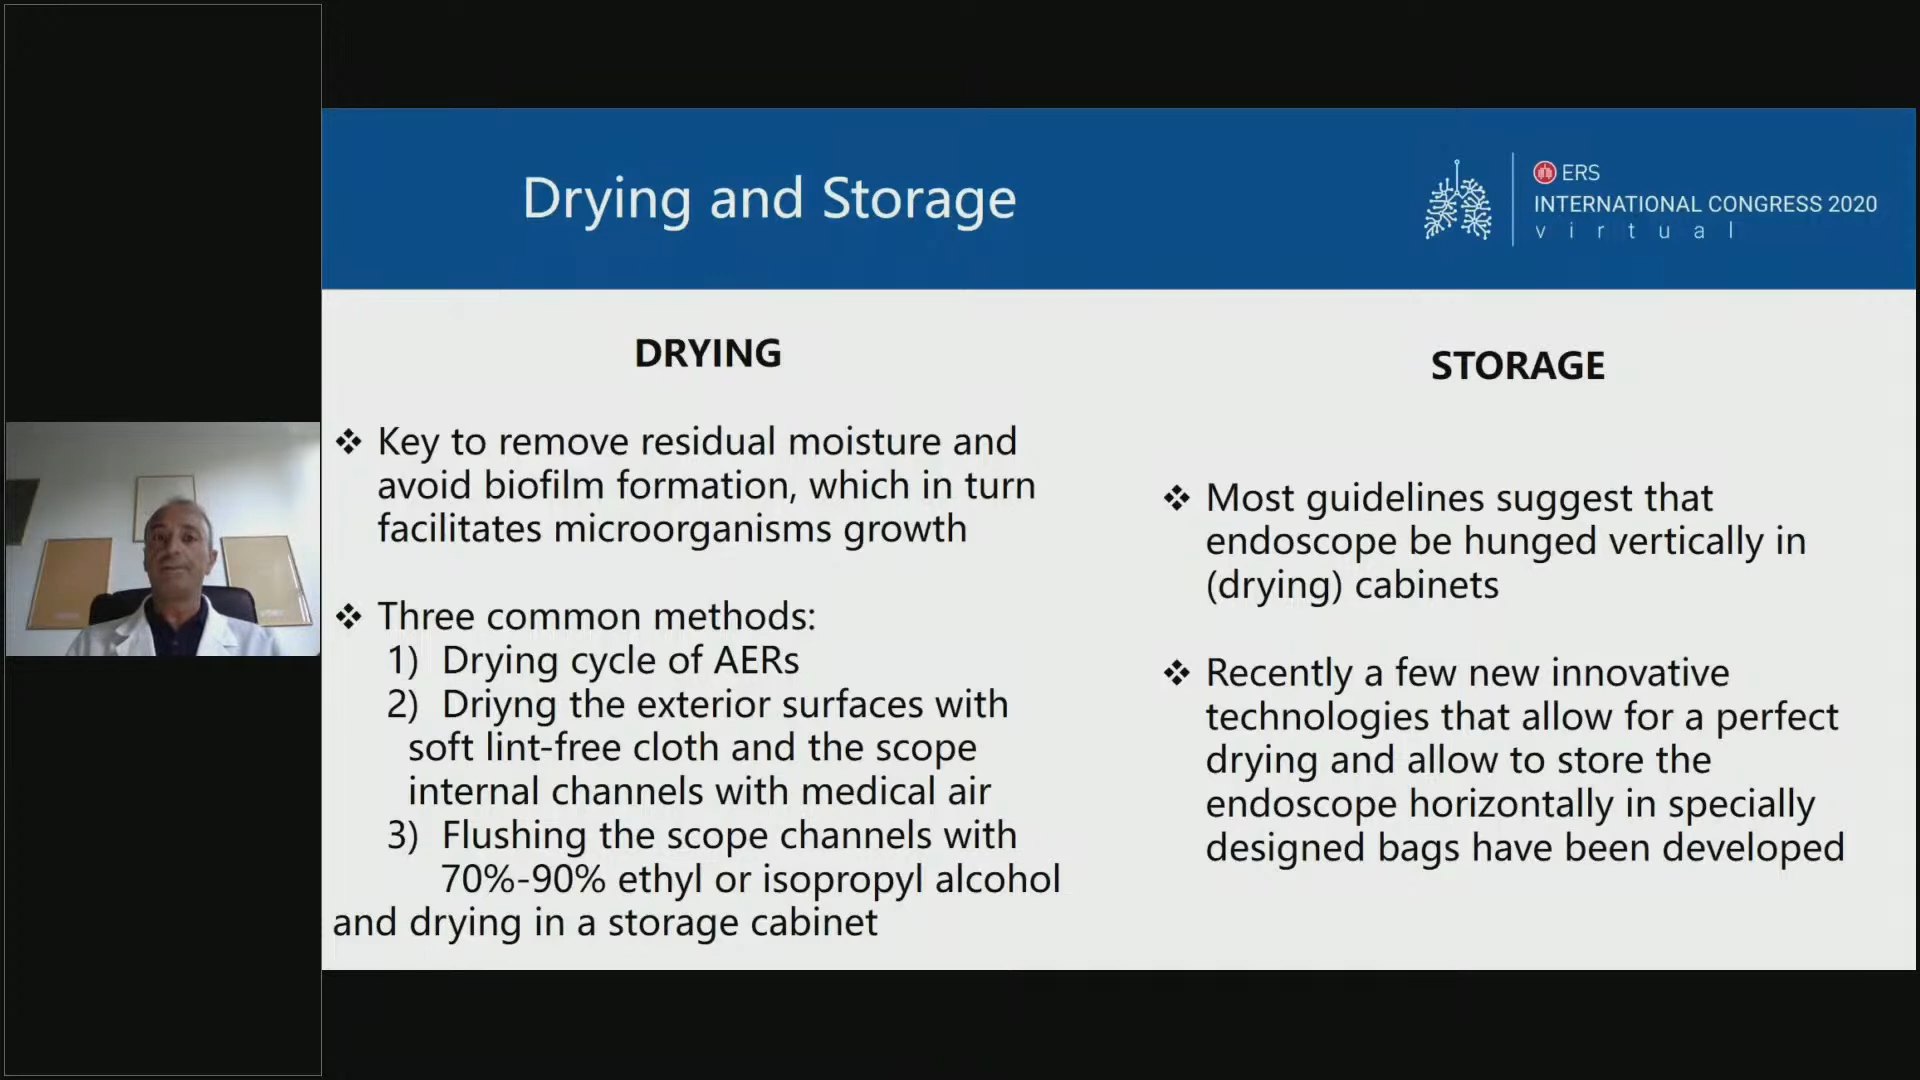 Drying and Storage
ERS
INTERNATIONAL CONGRESS 2020
virtual
DRYING
❖ Key to remove residual moisture and
avoid biofilm formation, which in turn
facilitates microorganisms growth
❖ Three common methods:
1) Drying cycle of AERs
2) Driyng the exterior surfaces with
soft lint-free cloth and the scope
internal channels with medical air
3) Flushing the scope channels with
70%-90% ethyl or isopropyl alcohol
and drying in a storage cabinet
STORAGE
❖ Most guidelines suggest that
endoscope be hunged vertically in
(drying) cabinets
❖ Recently a few new innovative
technologies that allow for a perfect
drying and allow to store the
endoscope horizontally in specially
designed bags have been developed